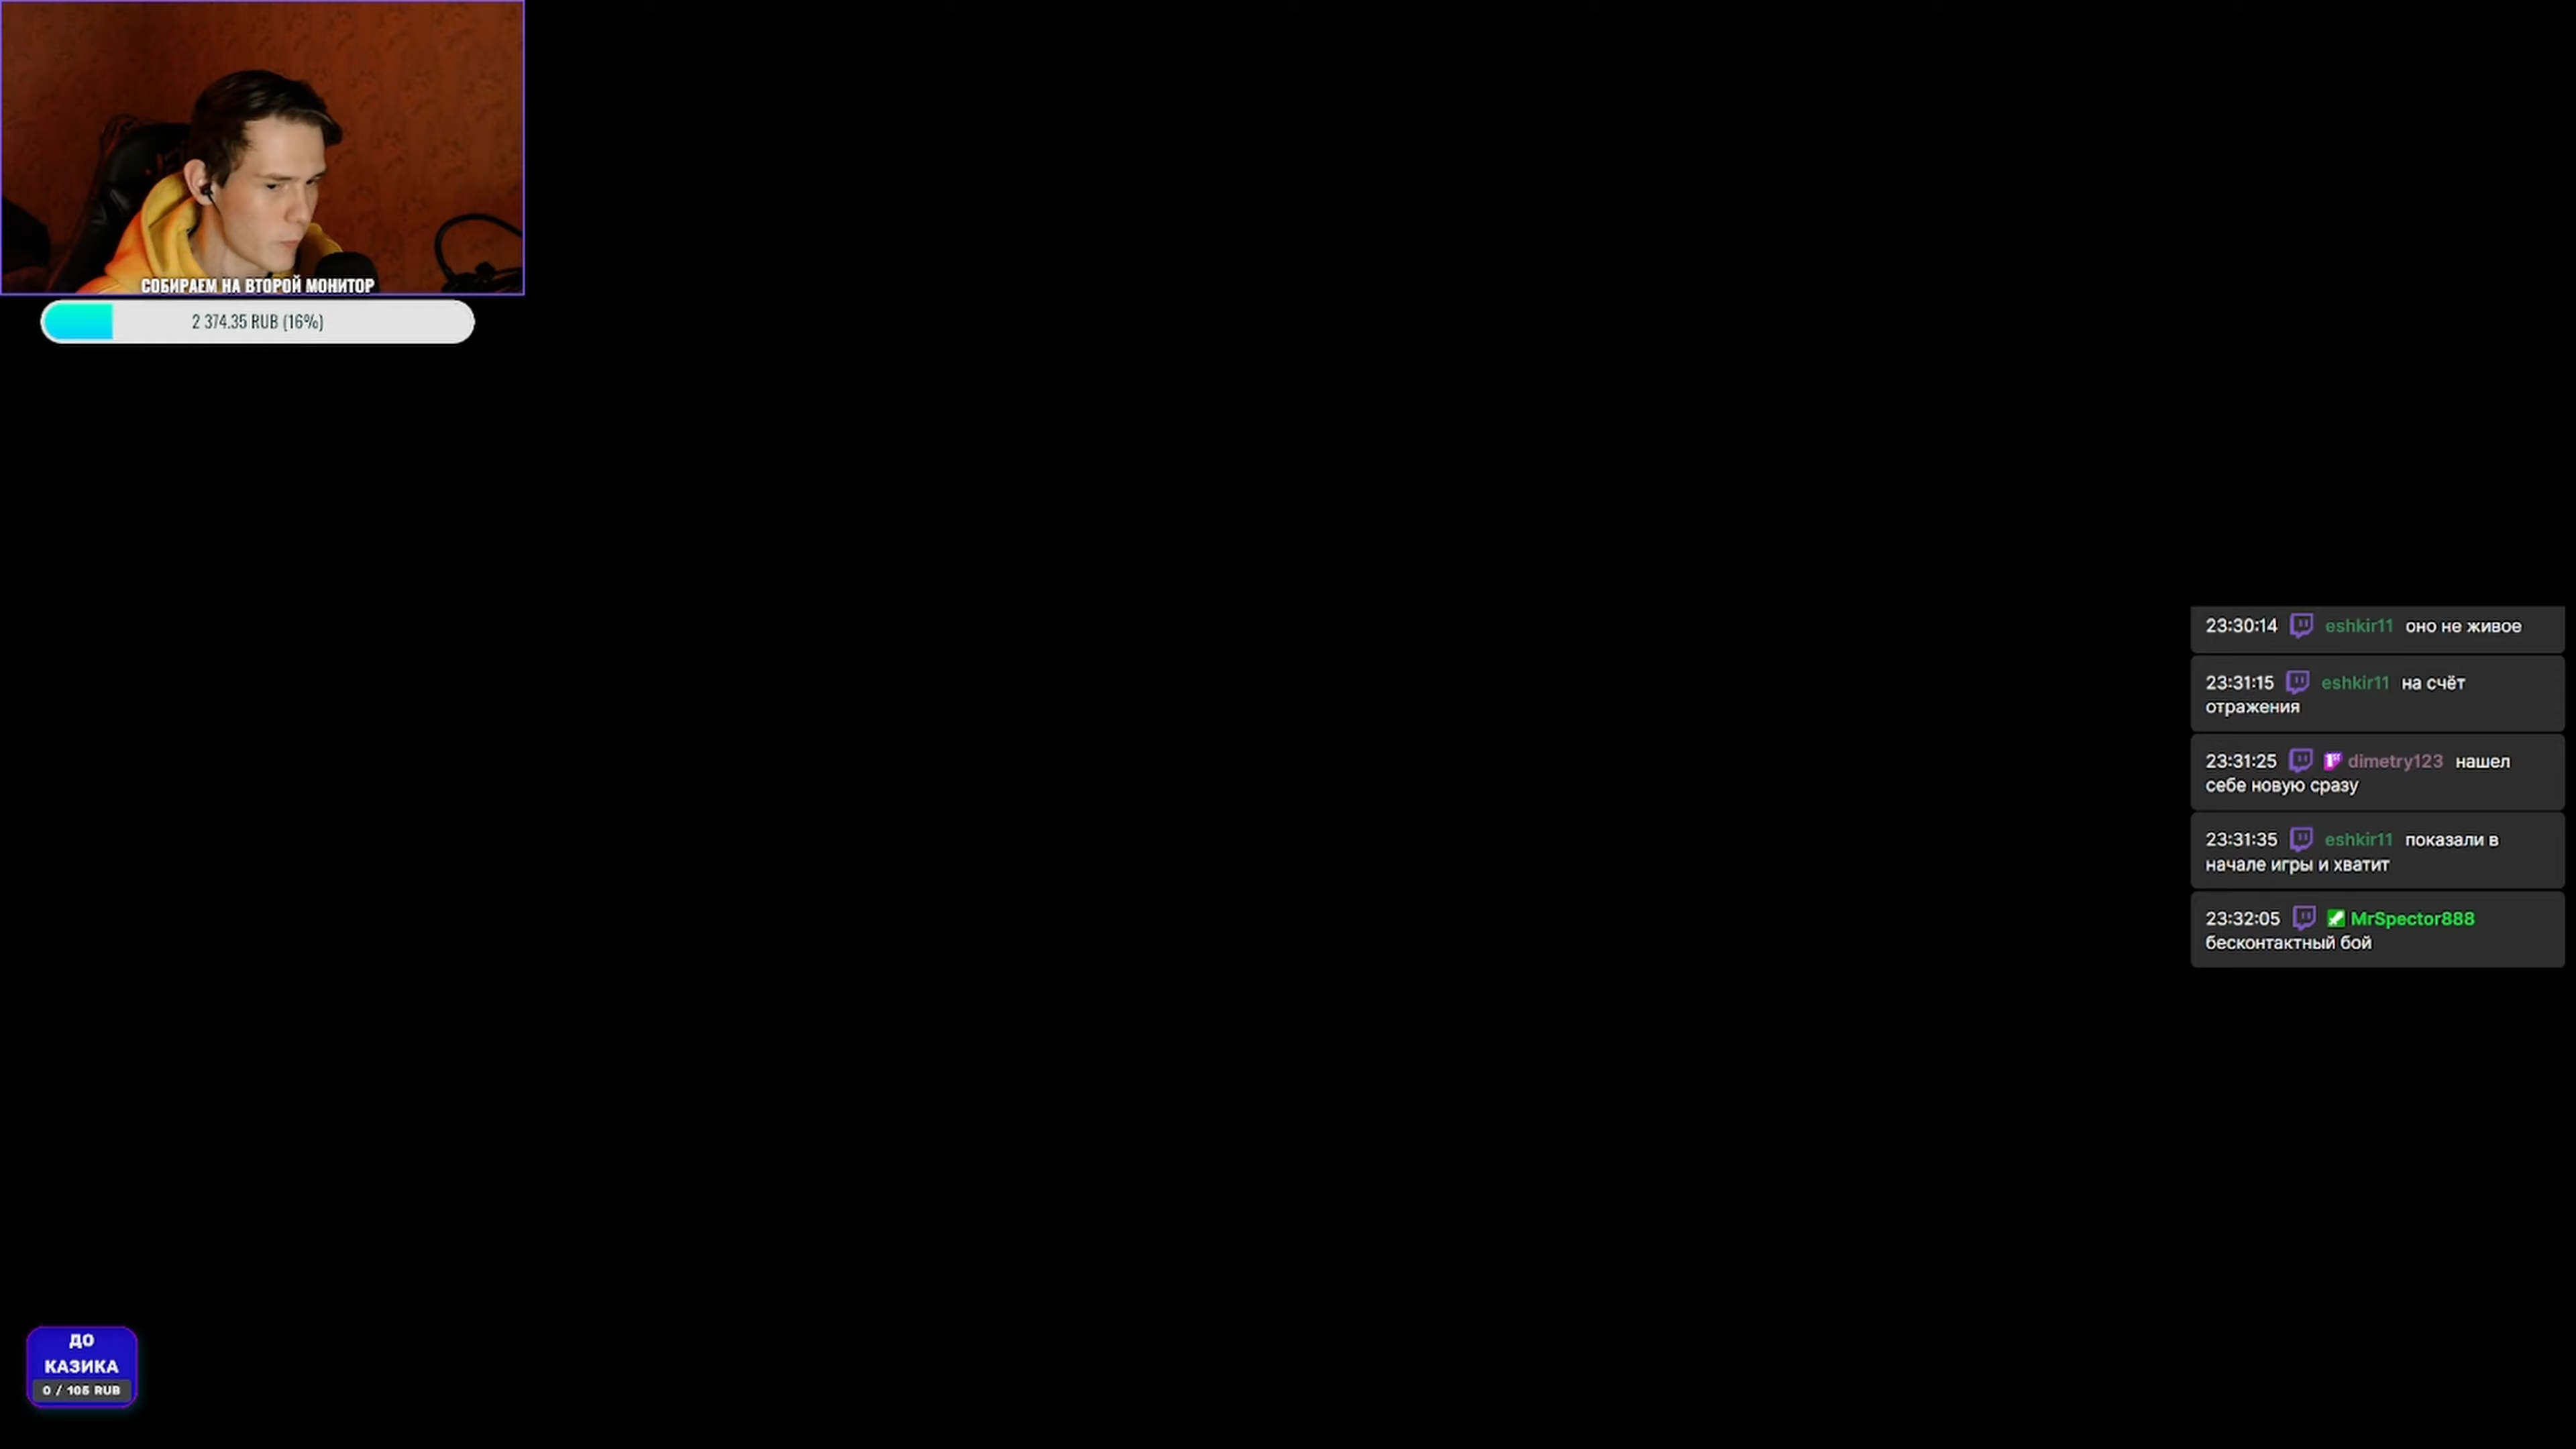 СОБИРАЕМ НА ВТОРОЙ МОНИТОР
2 374.35 RUB (16%)
23:30:14 eshkir11 оно не живое
23:31:15 eshkir11 на счёт
отражения
23:31:25 dimetry123 нашел
себе новую сразу
23:31:35 eshkir11 показали в
начале игры и хватит
23:32:05 MrSpector888
бесконтактный бой
ДО
КАЗИКА
0 / 105 RUB